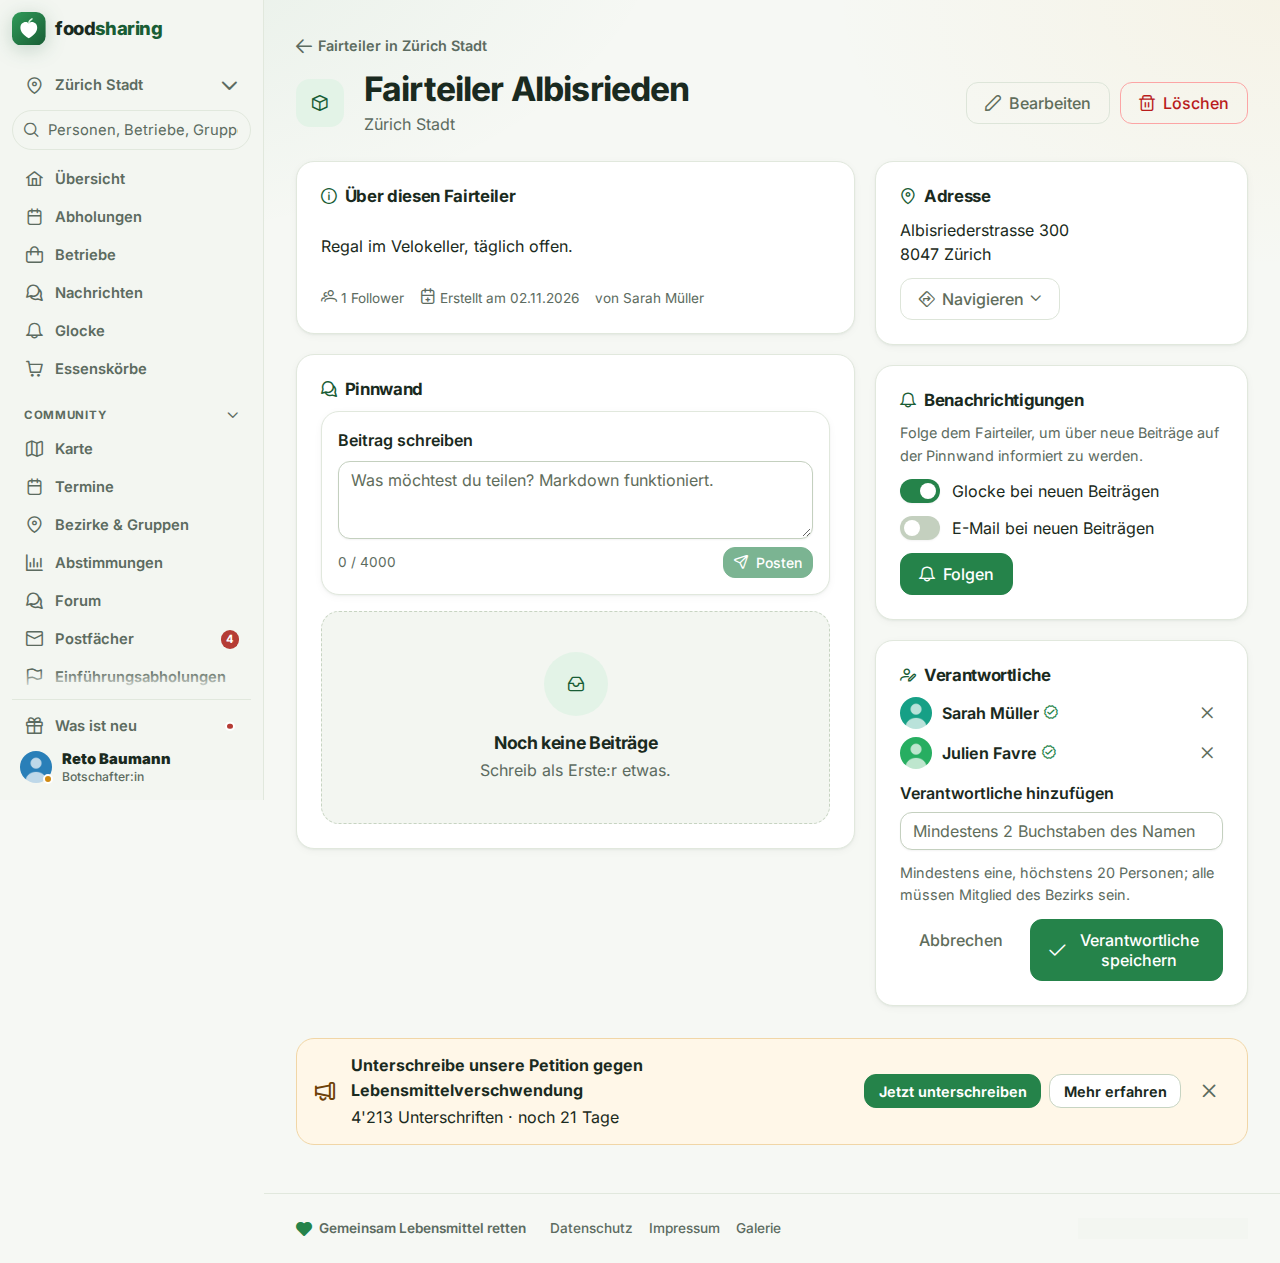 foodsharing
Zürich Stadt
Personen, Betriebe, Grupp
Übersicht
Abholungen
Betriebe
Nachrichten
Glocke
Essenskörbe
COMMUNITY
Karte
Termine
Bezirke & Gruppen
Abstimmungen
Forum
Postfächer 4
Einführungsabholungen
Was ist neu
Reto Baumann
Botschafter:in
Fairteiler in Zürich Stadt
Fairteiler Albisrieden
Zürich Stadt
Bearbeiten
Löschen
Über diesen Fairteiler
Regal im Velokeller, täglich offen.
1 Follower Erstellt am 02.11.2026 von Sarah Müller
Pinnwand
Beitrag schreiben
Was möchtest du teilen? Markdown funktioniert.
0 / 4000
Posten
Noch keine Beiträge
Schreib als Erste:r etwas.
Adresse
Albisriederstrasse 300
8047 Zürich
Navigieren
Benachrichtigungen
Folge dem Fairteiler, um über neue Beiträge auf
der Pinnwand informiert zu werden.
Glocke bei neuen Beiträgen
E-Mail bei neuen Beiträgen
Folgen
Verantwortliche
Sarah Müller
Julien Favre
Verantwortliche hinzufügen
Mindestens 2 Buchstaben des Namen
Mindestens eine, höchstens 20 Personen; alle
müssen Mitglied des Bezirks sein.
Abbrechen
Verantwortliche
speichern
Unterschreibe unsere Petition gegen
Lebensmittelverschwendung
4'213 Unterschriften · noch 21 Tage
Jetzt unterschreiben
Mehr erfahren
Gemeinsam Lebensmittel retten
Datenschutz
Impressum
Galerie